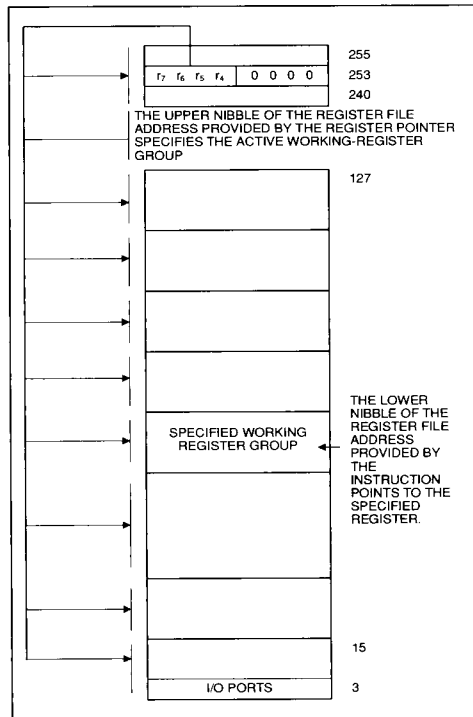 255
r₇ r₆ r₅ r₄ 0 0 0 0 253
240
THE UPPER NIBBLE OF THE REGISTER FILE
ADDRESS PROVIDED BY THE REGISTER POINTER
SPECIFIES THE ACTIVE WORKING-REGISTER
GROUP
127
SPECIFIED WORKING
REGISTER GROUP
THE LOWER
NIBBLE OF THE
REGISTER FILE
ADDRESS
PROVIDED BY
THE
INSTRUCTION
POINTS TO THE
SPECIFIED
REGISTER.
15
I/O PORTS 3